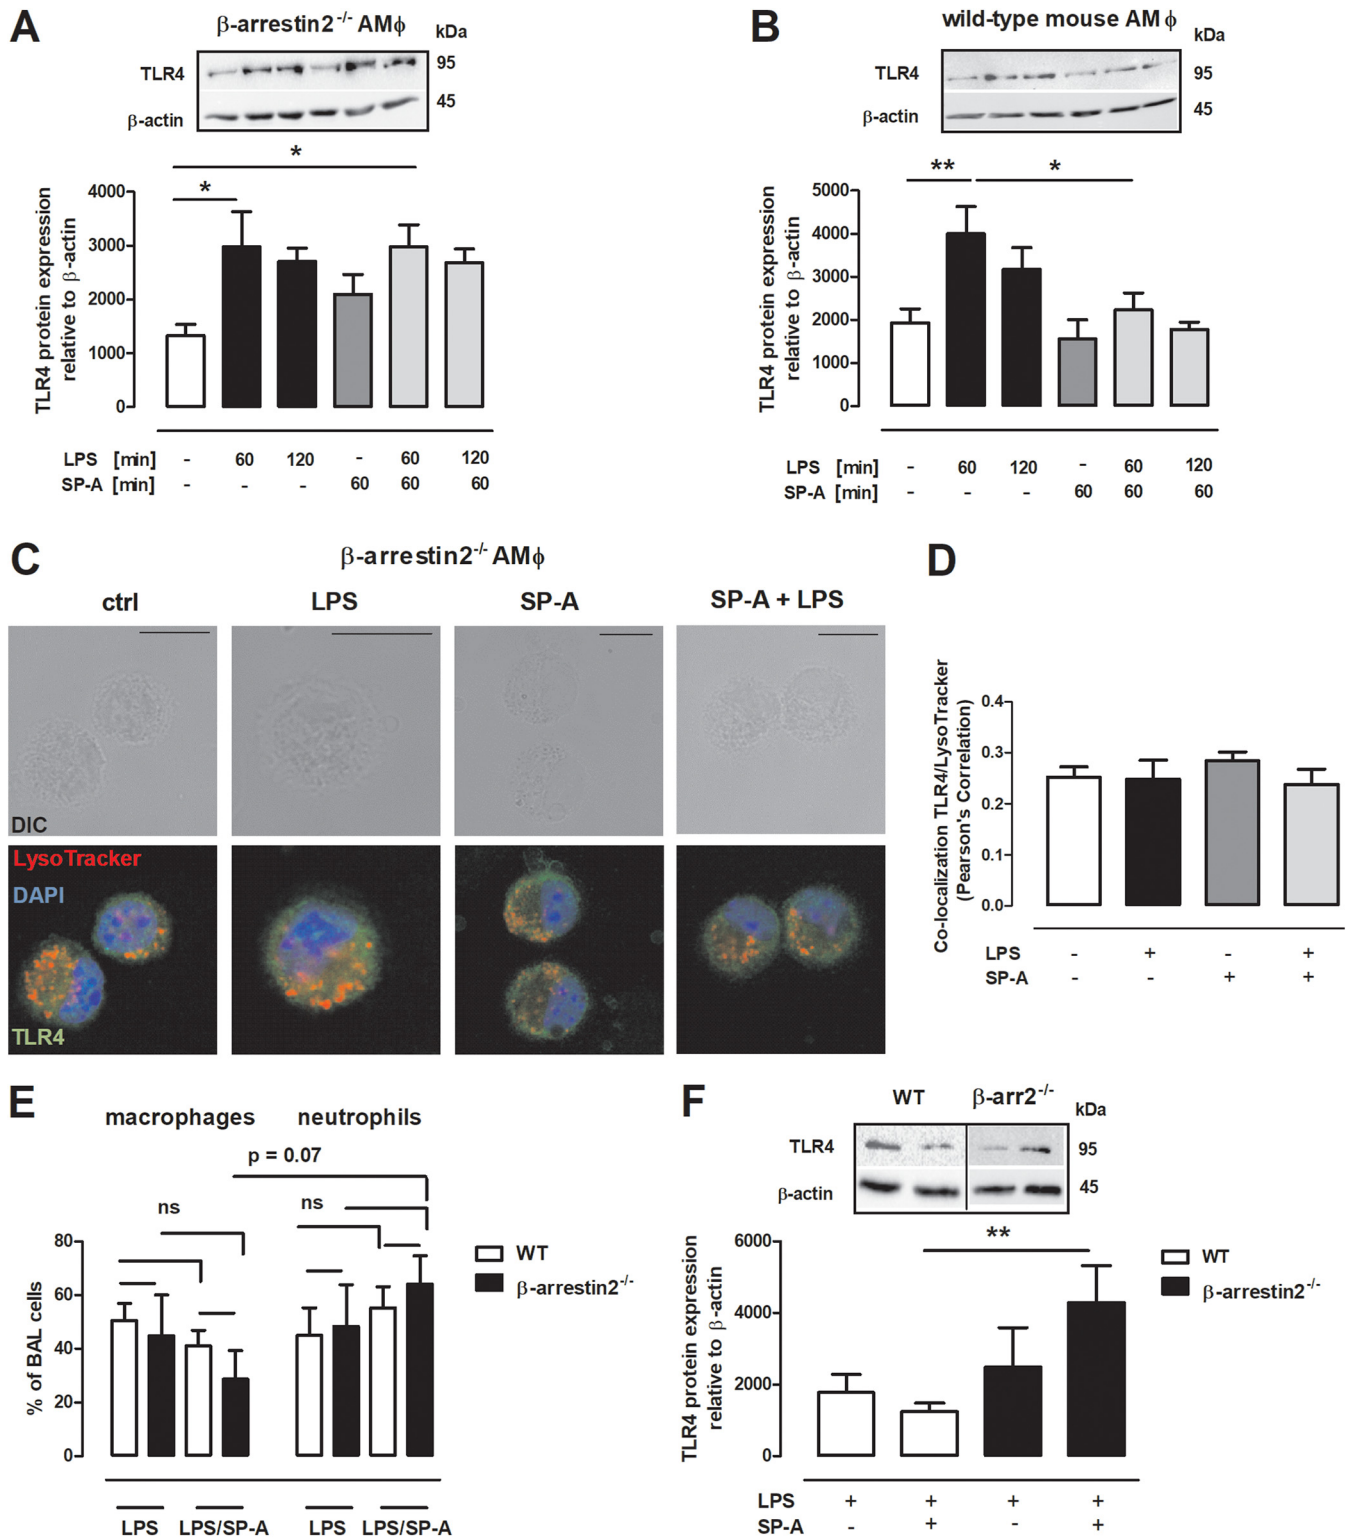 A
β-arrestin2-/- AMϕ
kDa
TLR4
95
β-actin
45
*
*
TLR4 protein expression
relative to β-actin
4000
3000
2000
1000
0
LPS [min] - 60 120 - 60 120
SP-A [min] - - - 60 60 60
B
wild-type mouse AMϕ
kDa
TLR4
95
β-actin
45
**
*
TLR4 protein expression
relative to β-actin
5000
4000
3000
2000
1000
0
LPS [min] - 60 120 - 60 120
SP-A [min] - - - 60 60 60
C
β-arrestin2-/- AMϕ
ctrl LPS SP-A SP-A + LPS
DIC
LysoTracker
DAPI
TLR4
D
Co-localization TLR4/LysoTracker
(Pearson's Correlation)
0.4
0.3
0.2
0.1
0.0
LPS - + - +
SP-A - - + +
E
macrophages neutrophils
p = 0.07
ns
ns
% of BAL cells
80
60
40
20
0
WT
β-arrestin2-/-
LPS LPS/SP-A LPS LPS/SP-A
F
WT β-arr2-/-
kDa
TLR4
95
β-actin
45
**
TLR4 protein expression
relative to β-actin
6000
4000
2000
0
WT
β-arrestin2-/-
LPS + + + +
SP-A - + - +